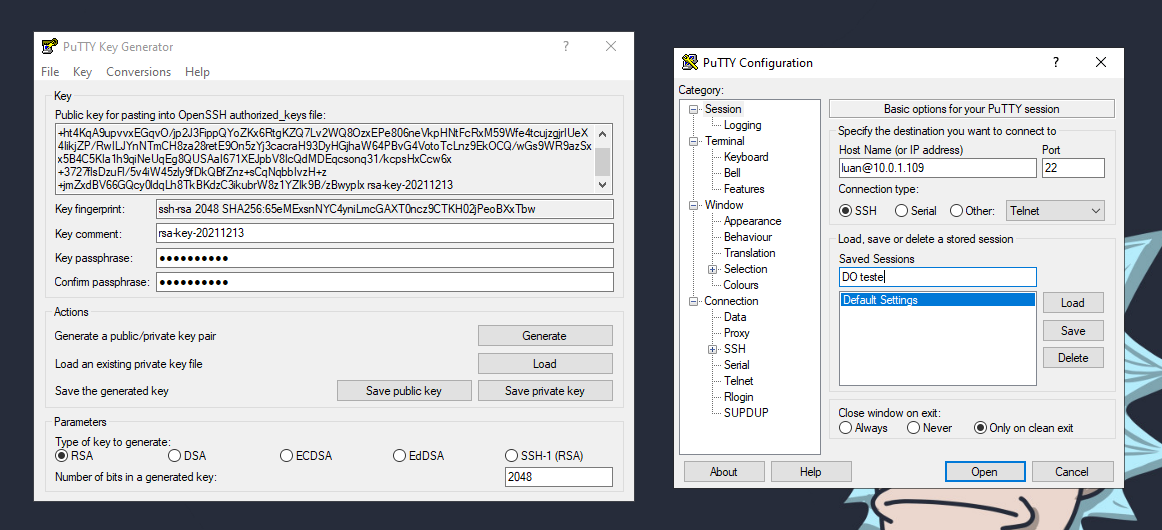 PuTTY Key Generator
File Key Conversions Help
Key
Public key for pasting into OpenSSH authorized_keys file:
+ht4KqA9upvvxEGqvO/jp2J3FippQYoZKx6RtgKZQ7Lv2WQ8OzxEPe806neVkpHNtFcRxM59Wfe4tcujzgjrlUeX
4likjZP/RwILJYnNTmCH8za28retE9On5zYj3cacraH93DyHGjhaW64PBvG4VotoTcLnz9EkOCQ/wGs9WR9azSx
x5B4C5Kla1h9qiNeUqEg8QUSAaI671XEJpbV8lcQdMDEqcsonq31/kcpsHxCcw6x
+3727flsDzuFl/5v4iW45zly9fDkQBfZnz+sCqNqbbIvzH+z
+jmZxdBV66GQcy0ldqLh8TkBKdzC3ikubrW8z1YZIk9B/zBwyplx rsa-key-20211213
Key fingerprint:
ssh-rsa 2048 SHA256:65eMExsnNYC4yniLmcGAXT0ncz9CTKH02jPeoBXxTbw
Key comment:
rsa-key-20211213
Key passphrase:
Confirm passphrase:
Actions
Generate a public/private key pair
Generate
Load an existing private key file
Load
Save the generated key
Save public key
Save private key
Parameters
Type of key to generate:
RSA DSA ECDSA EdDSA SSH-1 (RSA)
Number of bits in a generated key:
2048
PuTTY Configuration
Category:
Session
Logging
Terminal
Keyboard
Bell
Features
Window
Appearance
Behaviour
Translation
Selection
Colours
Connection
Data
Proxy
SSH
Serial
Telnet
Rlogin
SUPDUP
Basic options for your PuTTY session
Specify the destination you want to connect to
Host Name (or IP address) Port
luan@10.0.1.109 22
Connection type:
SSH Serial Other: Telnet
Load, save or delete a stored session
Saved Sessions
DO teste
Default Settings
Load
Save
Delete
Close window on exit:
Always Never Only on clean exit
About Help Open Cancel